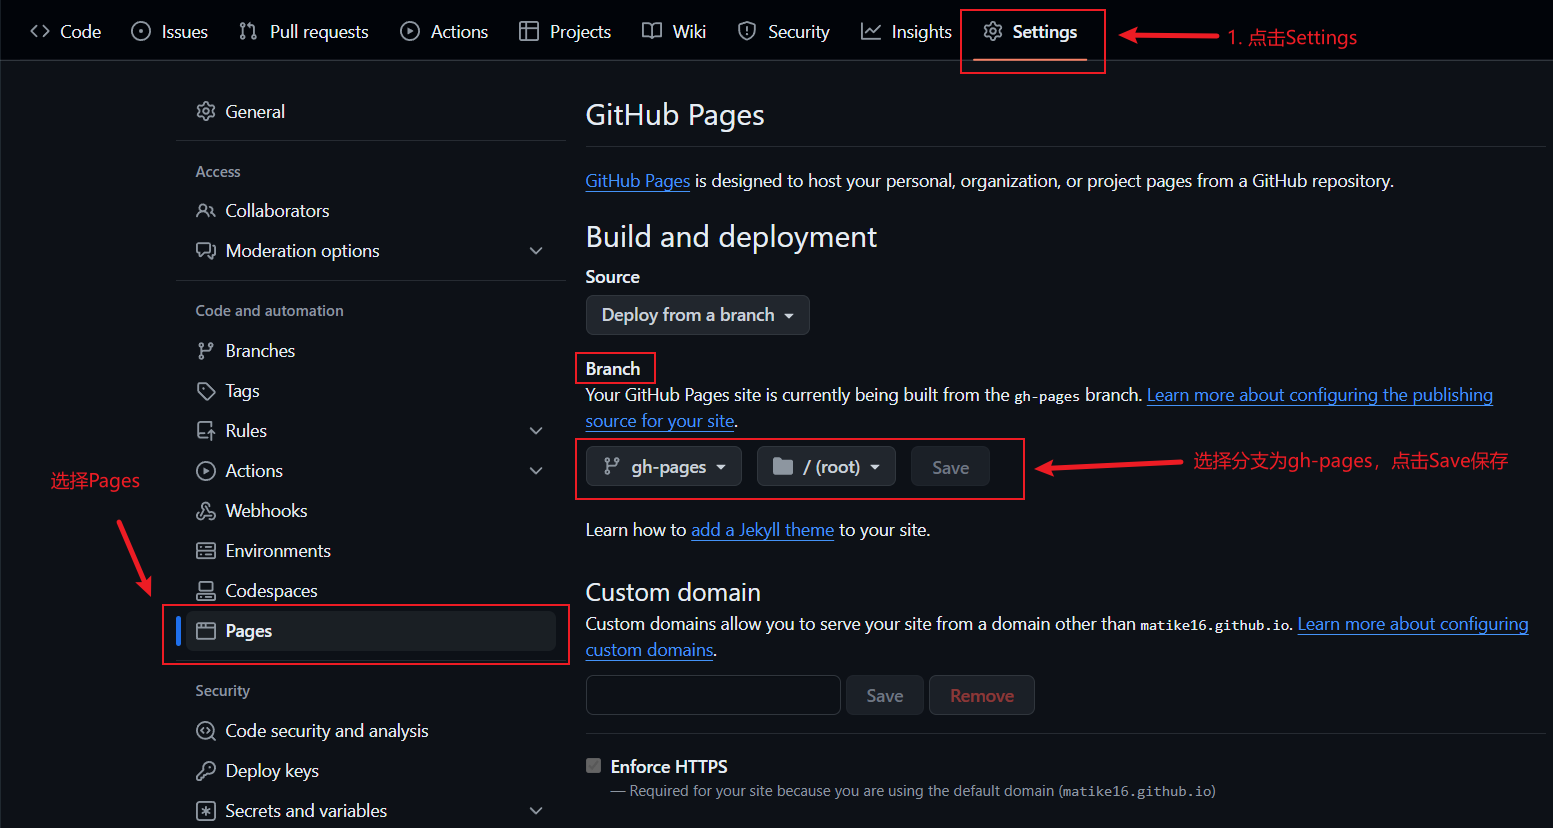 Code Issues Pull requests Actions Projects Wiki Security Insights Settings
1. 点击Settings
General
Access
Collaborators
Moderation options
Code and automation
Branches
Tags
Rules
Actions
Webhooks
Environments
Codespaces
Pages
Security
Code security and analysis
Deploy keys
Secrets and variables
选择Pages
GitHub Pages
GitHub Pages is designed to host your personal, organization, or project pages from a GitHub repository.
Build and deployment
Source
Deploy from a branch
Branch
Your GitHub Pages site is currently being built from the gh-pages branch. Learn more about configuring the publishing
source for your site.
gh-pages / (root) Save
选择分支为gh-pages，点击Save保存
Learn how to add a Jekyll theme to your site.
Custom domain
Custom domains allow you to serve your site from a domain other than matike16.github.io. Learn more about configuring
custom domains.
Save Remove
Enforce HTTPS
— Required for your site because you are using the default domain (matike16.github.io)